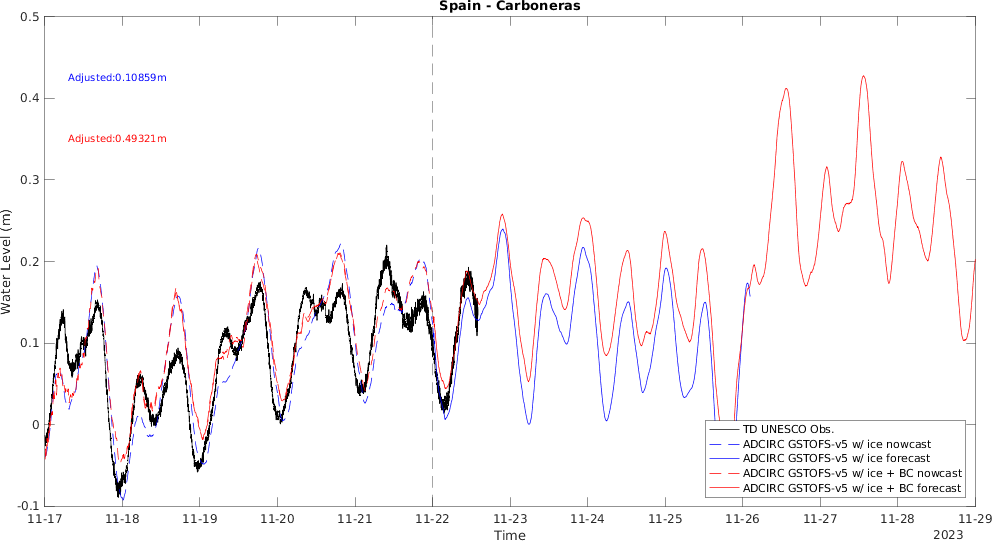 Spain - Carboneras
0.5
Adjusted:0.10859m
0.4
Adjusted:0.49321m
0.3
Water Level (m)
0.2
0.1
0
TD UNESCO Obs.
ADCIRC GSTOFS-v5 w/ ice nowcast
ADCIRC GSTOFS-v5 w/ ice forecast
ADCIRC GSTOFS-v5 w/ ice + BC nowcast
ADCIRC GSTOFS-v5 w/ ice + BC forecast
-0.1
11-17 11-18 11-19 11-20 11-21 11-22 11-23 11-24 11-25 11-26 11-27 11-28 11-29
Time
2023